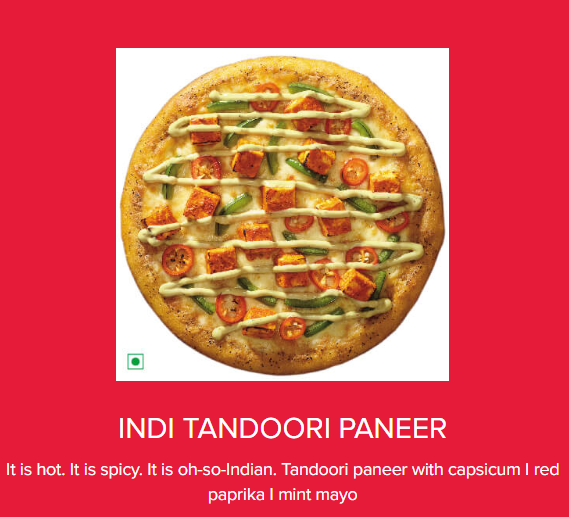 INDI TANDOORI PANEER
It is hot. It is spicy. It is oh-so-Indian. Tandoori paneer with capsicum I red
paprika I mint mayo